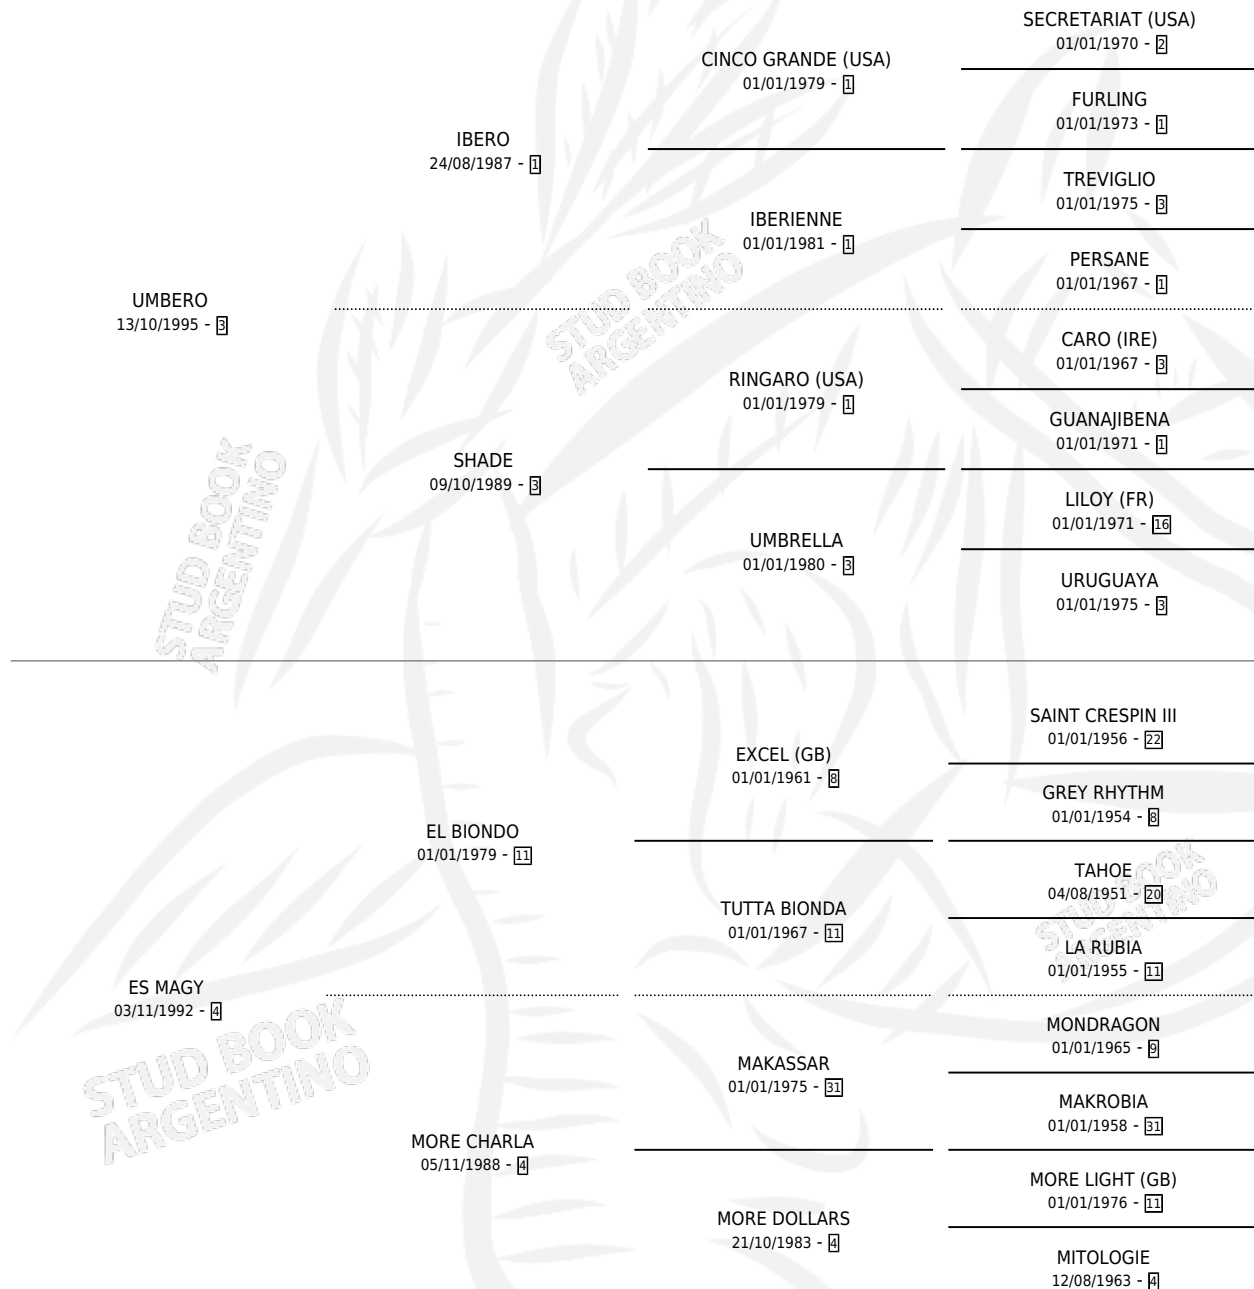 SECRETARIAT (USA)
01/01/1970 - 2
CINCO GRANDE (USA)
01/01/1979 - 1
FURLING
01/01/1973 - 1
IBERO
24/08/1987 - 1
TREVIGLIO
01/01/1975 - 3
IBERIENNE
01/01/1981 - 1
PERSANE
01/01/1967 - 1
UMBERO
13/10/1995 - 3
CARO (IRE)
01/01/1967 - 3
RINGARO (USA)
01/01/1979 - 1
GUANAJIBENA
01/01/1971 - 1
SHADE
09/10/1989 - 3
LILOY (FR)
01/01/1971 - 16
UMBRELLA
01/01/1980 - 3
URUGUAYA
01/01/1975 - 3
STUD BOOK
ARGENTINO
STUD BOOK
ARGENTINO
SAINT CRESPIN III
01/01/1956 - 22
EXCEL (GB)
01/01/1961 - 8
GREY RHYTHM
01/01/1954 - 8
EL BIONDO
01/01/1979 - 11
TAHOE
04/08/1951 - 20
TUTTA BIONDA
01/01/1967 - 11
LA RUBIA
01/01/1955 - 11
ES MAGY
03/11/1992 - 4
MONDRAGON
01/01/1965 - 9
MAKASSAR
01/01/1975 - 31
MAKROBIA
01/01/1958 - 31
MORE CHARLA
05/11/1988 - 4
MORE LIGHT (GB)
01/01/1976 - 11
MORE DOLLARS
21/10/1983 - 4
MITOLOGIE
12/08/1963 - 4
STUD BOOK
ARGENTINO
STUD BOOK
ARGENTINO